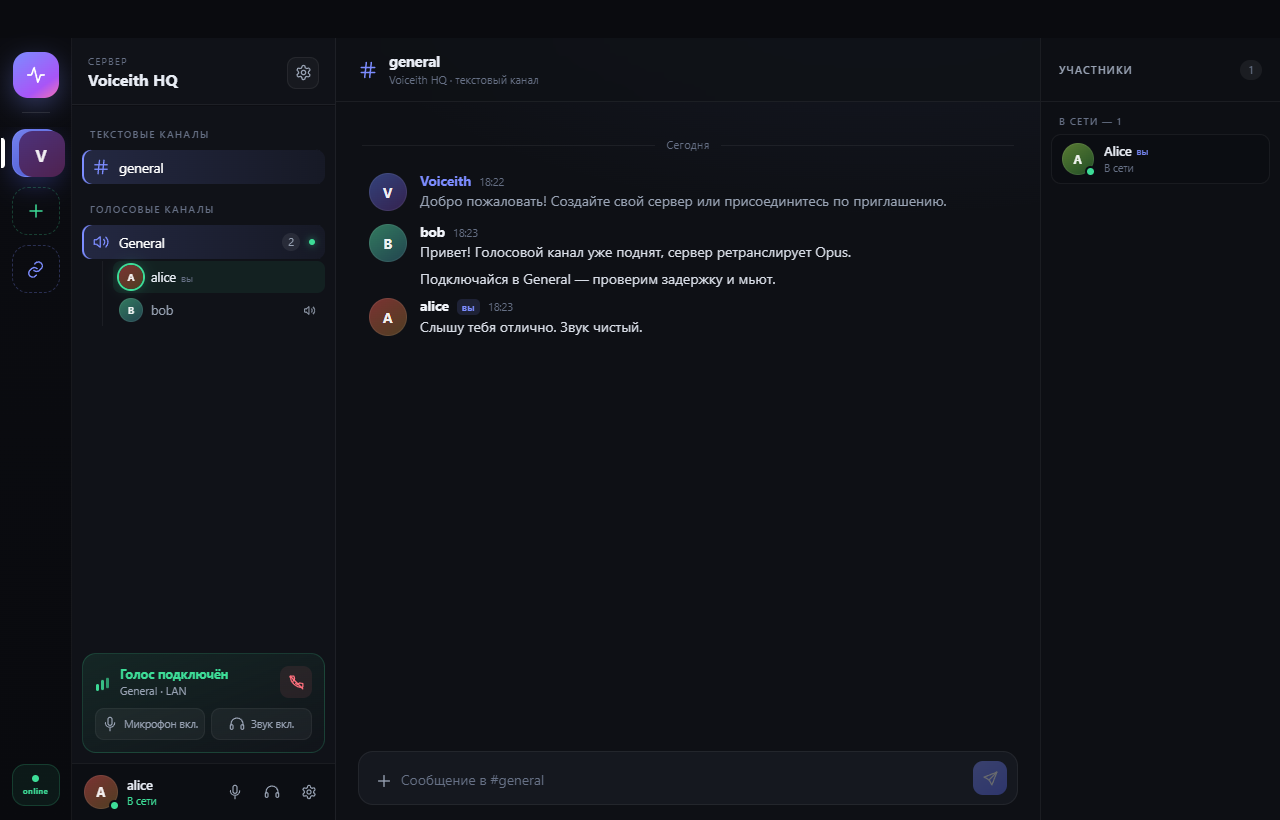 V
online
СЕРВЕР
Voiceith HQ
ТЕКСТОВЫЕ КАНАЛЫ
general
ГОЛОСОВЫЕ КАНАЛЫ
General 2
A alice вы
B bob
Голос подключён
General · LAN
Микрофон вкл. Звук вкл.
A alice
В сети
general
Voiceith HQ · текстовый канал
Сегодня
V Voiceith 18:22
Добро пожаловать! Создайте свой сервер или присоединитесь по приглашению.
B bob 18:23
Привет! Голосовой канал уже поднят, сервер ретранслирует Opus.
Подключайся в General — проверим задержку и мьют.
A alice вы 18:23
Слышу тебя отлично. Звук чистый.
Сообщение в #general
УЧАСТНИКИ 1
В СЕТИ — 1
A Alice вы
В сети